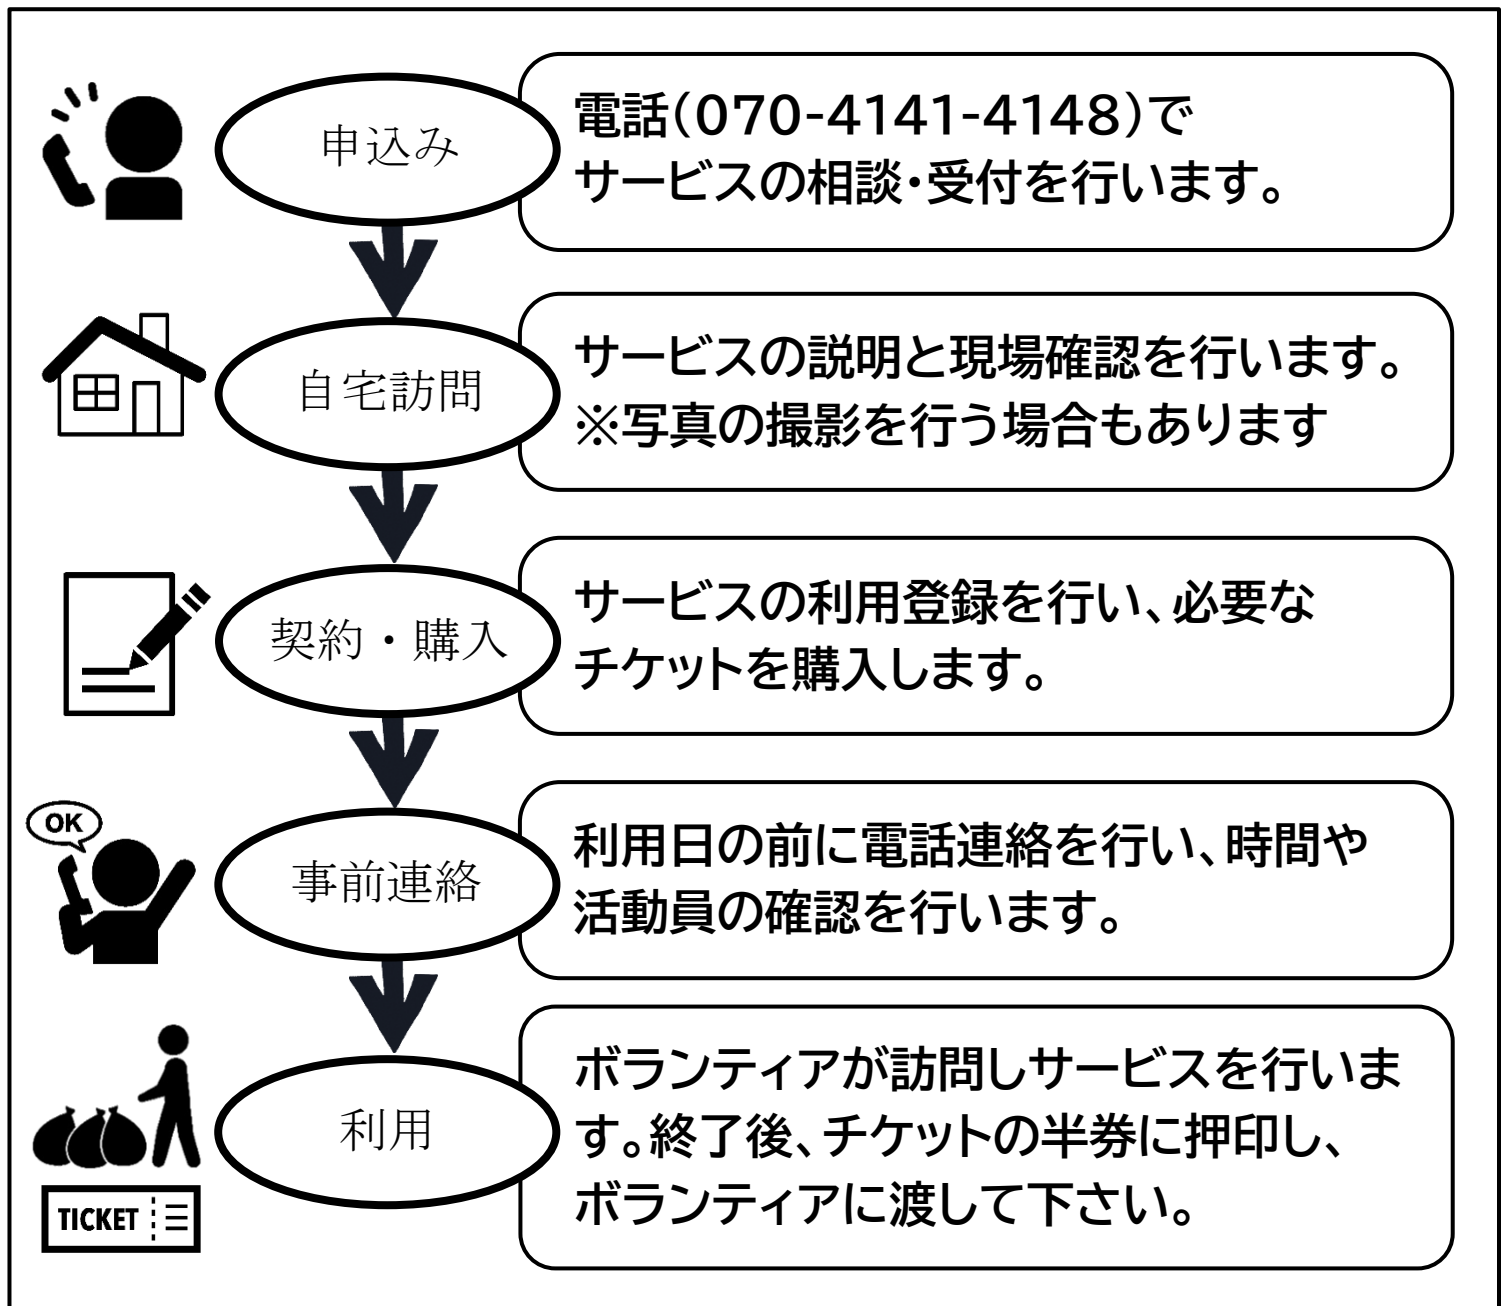 申込み
電話(070-4141-4148)で
サービスの相談・受付を行います。
自宅訪問
サービスの説明と現場確認を行います。
※写真の撮影を行う場合もあります
契約・購入
サービスの利用登録を行い、必要な
チケットを購入します。
OK
事前連絡
利用日の前に電話連絡を行い、時間や
活動員の確認を行います。
利用
TICKET
ボランティアが訪問しサービスを行いま
す。終了後、チケットの半券に押印し、
ボランティアに渡して下さい。